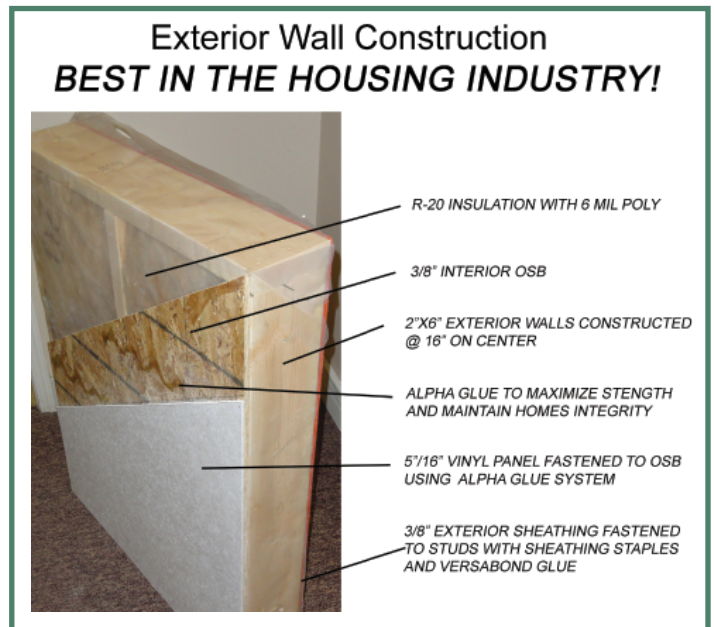 Exterior Wall Construction
BEST IN THE HOUSING INDUSTRY!
R-20 INSULATION WITH 6 MIL POLY
3/8" INTERIOR OSB
2"X6" EXTERIOR WALLS CONSTRUCTED
@ 16" ON CENTER
ALPHA GLUE TO MAXIMIZE STENGTH
AND MAINTAIN HOMES INTEGRITY
5"/16" VINYL PANEL FASTENED TO OSB
USING ALPHA GLUE SYSTEM
3/8" EXTERIOR SHEATHING FASTENED
TO STUDS WITH SHEATHING STAPLES
AND VERSABOND GLUE